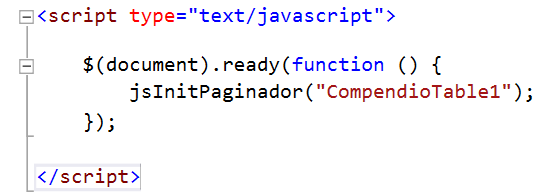 <script type="text/javascript">
$(document).ready(function () {
jsInitPaginador("CompendioTable1");
});
</script>